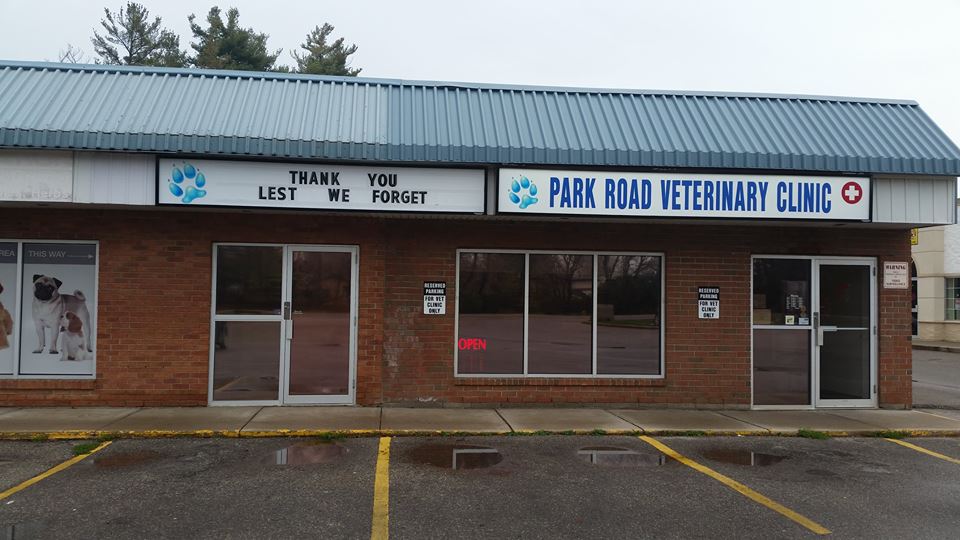 THANK YOU
LEST WE FORGET
PARK ROAD VETERINARY CLINIC
AREA
THIS WAY
RESERVED
PARKING
FOR VET
CLINIC
ONLY
OPEN
RESERVED
PARKING
FOR VET
CLINIC
ONLY
WARNING